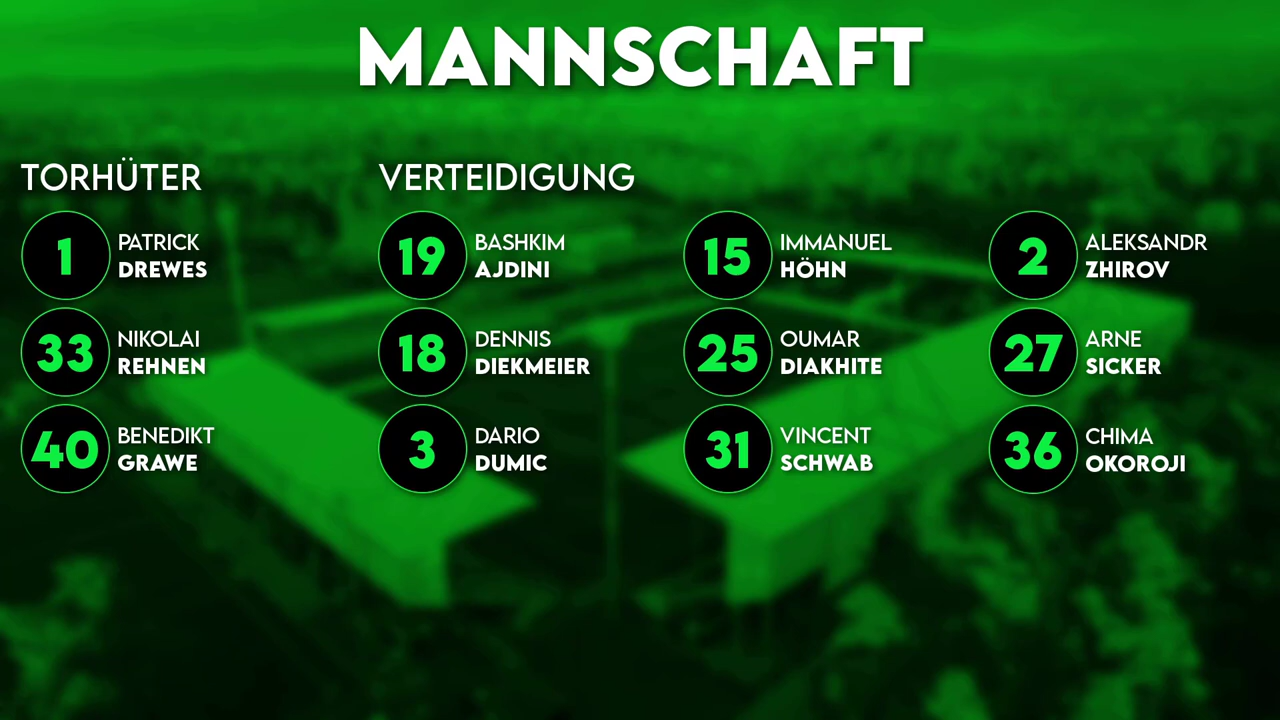 MANNSCHAFT
TORHÜTER
1
PATRICK
DREWES
33
NIKOLAI
REHNEN
40
BENEDIKT
GRAWE
VERTEIDIGUNG
19
BASHKIM
AJDINI
18
DENNIS
DIEKMEIER
3
DARIO
DUMIC
15
IMMANUEL
HÖHN
25
OUMAR
DIAKHITE
31
VINCENT
SCHWAB
2
ALEKSANDR
ZHIROV
27
ARNE
SICKER
36
CHIMA
OKOROJI